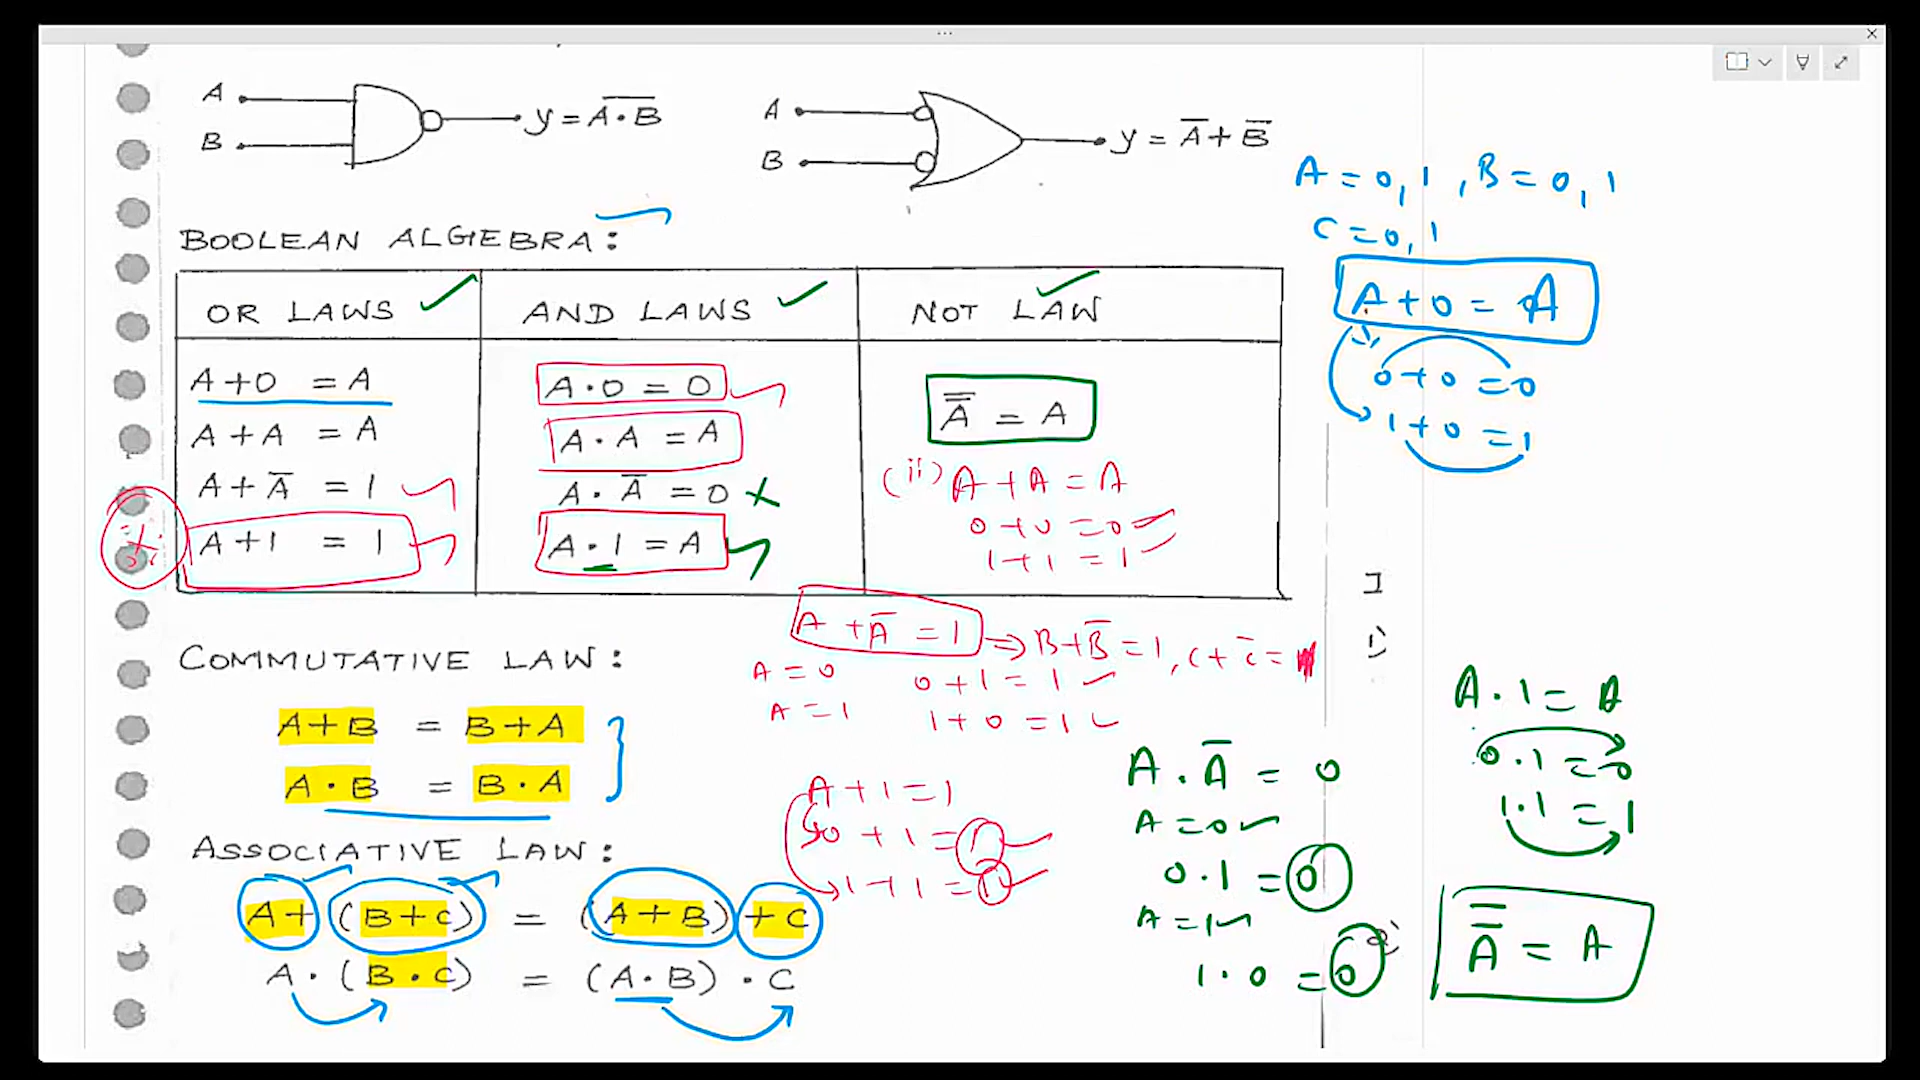 A
B
y = A̅·̅B̅
A
B
y = A̅ + B̅
A = 0, 1 , B = 0, 1
C = 0, 1
BOOLEAN ALGEBRA:
OR LAWS
AND LAWS
NOT LAW
A + 0 = A
A + A = A
A + A̅ = 1
A + 1 = 1
A · 0 = 0
A · A = A
A · A̅ = 0
A · 1 = A
A̿ = A
(ii) A + A = A
0 + 0 = 0
1 + 1 = 1
A + 0 = A
0 + 0 = 0
1 + 0 = 1
A + A̅ = 1 → B + B̅ = 1, C + C̅ =
A = 0 0 + 1 = 1
A = 1 1 + 0 = 1
I
1)
COMMUTATIVE LAW:
A + B = B + A
A · B = B · A
A + 1 = 1
0 + 1 = 1
1 + 1 = 1
A · A̅ = 0
A = 0
0 · 1 = 0
A = 1
1 · 0 = 0
2)
A · 1 = A
0 · 1 = 0
1 · 1 = 1
A̿ = A
ASSOCIATIVE LAW:
A + (B + C) = (A + B) + C
A · (B · C) = (A · B) · C